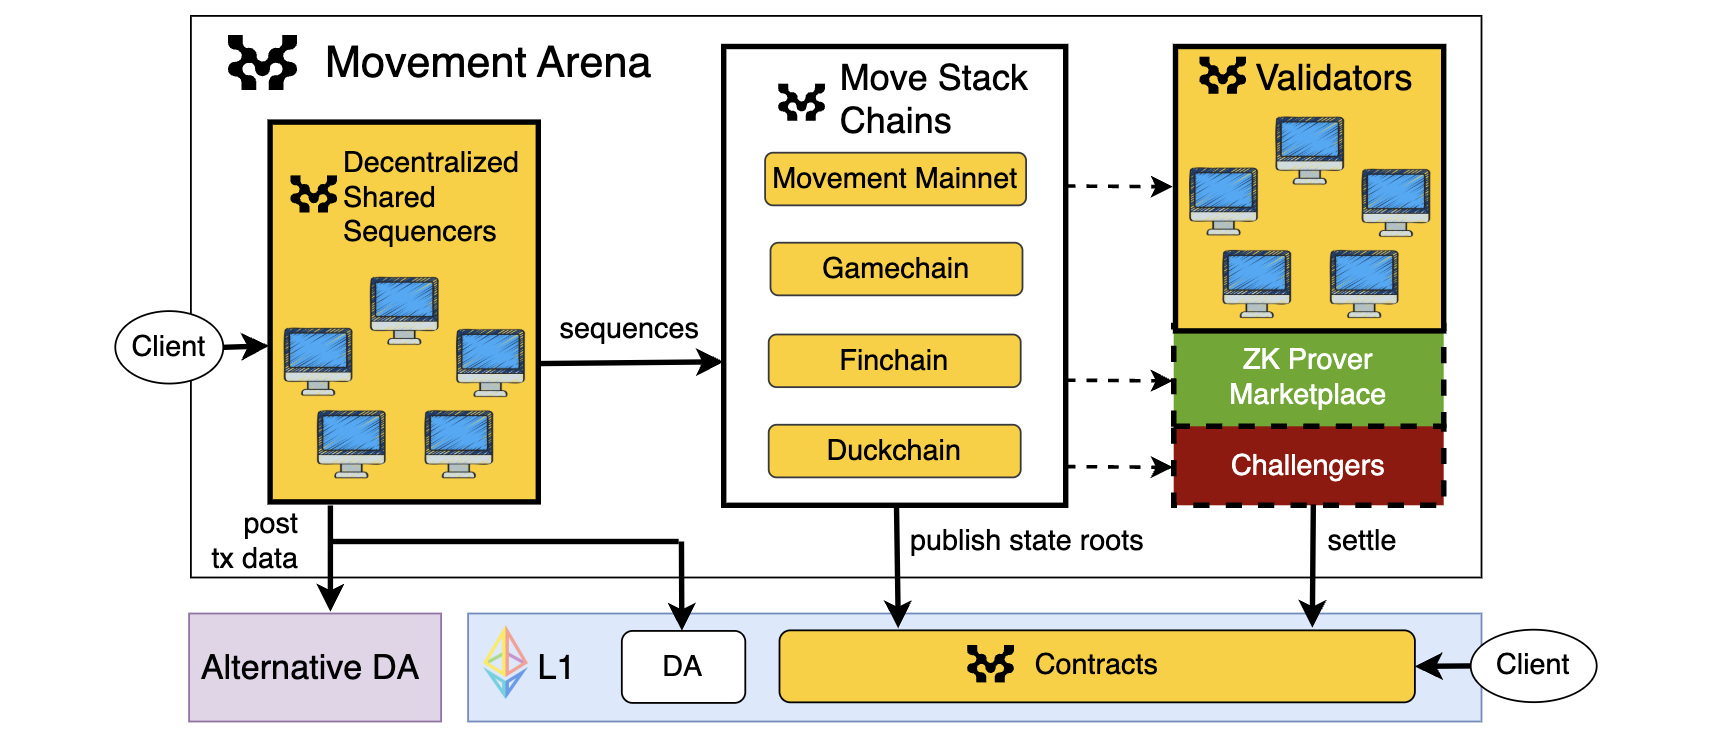 Movement Arena
Decentralized
Shared
Sequencers
Client
sequences
Move Stack
Chains
Movement Mainnet
Gamechain
Finchain
Duckchain
Validators
ZK Prover
Marketplace
Challengers
post
tx data
publish state roots
settle
Alternative DA
L1
DA
Contracts
Client